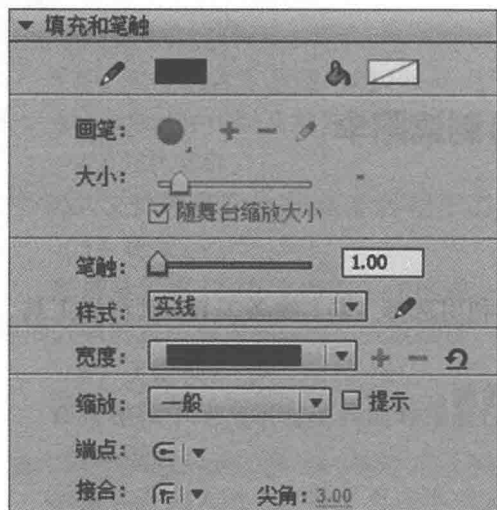 填充和笔触
画笔:
大小:
随舞台缩放大小
笔触: 1.00
样式: 实线
宽度:
缩放: 一般 提示
端点:
接合: 尖角: 3.00